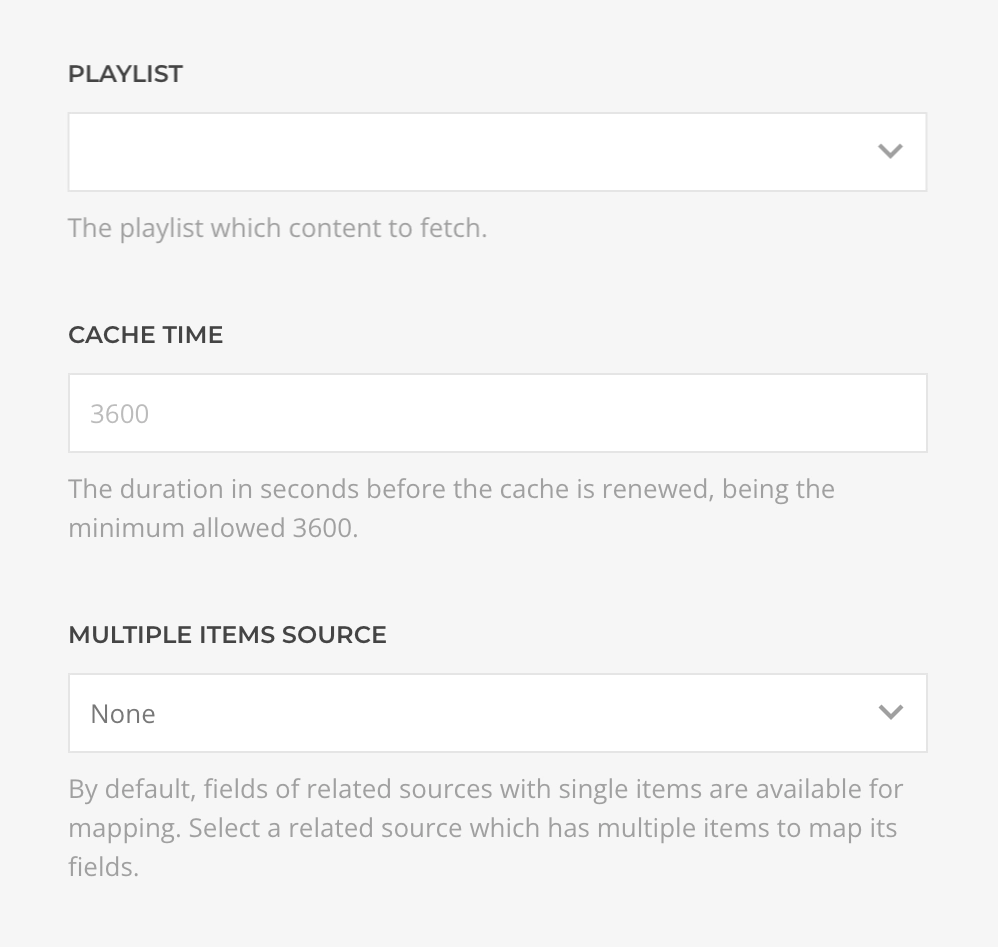 PLAYLIST
The playlist which content to fetch.
CACHE TIME
3600
The duration in seconds before the cache is renewed, being the
minimum allowed 3600.
MULTIPLE ITEMS SOURCE
None
By default, fields of related sources with single items are available for
mapping. Select a related source which has multiple items to map its
fields.